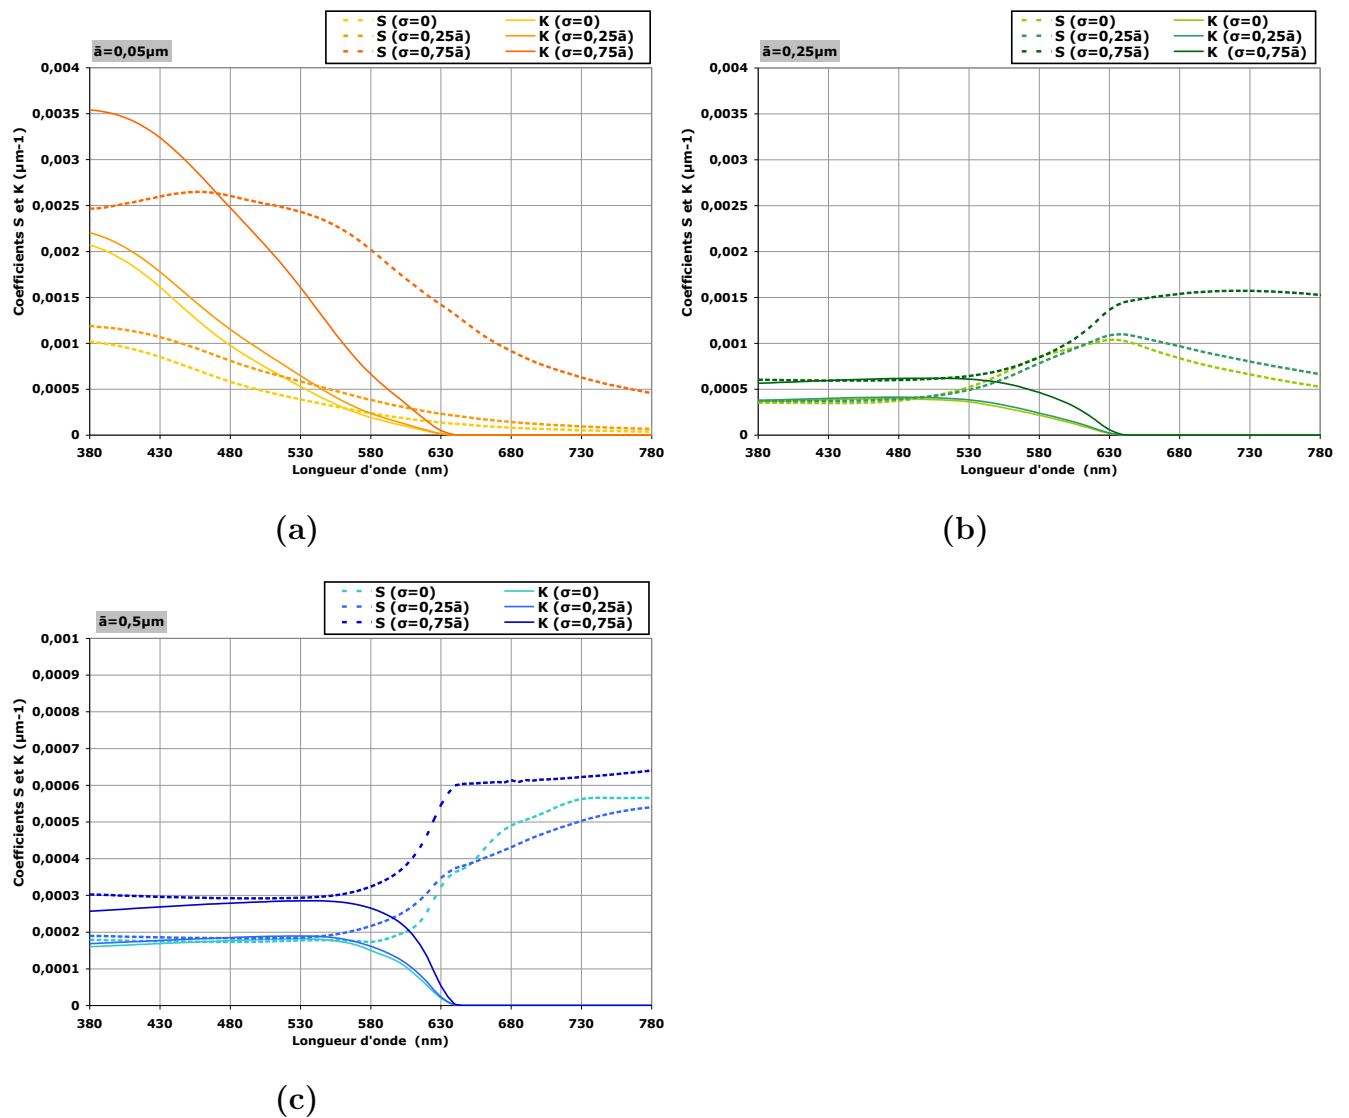 S (σ=0) K (σ=0)
S (σ=0,25ā) K (σ=0,25ā)
S (σ=0,75ā) K (σ=0,75ā)
ā=0,05µm
Coefficients S et K (µm-1)
0,004
0,0035
0,003
0,0025
0,002
0,0015
0,001
0,0005
0
380 430 480 530 580 630 680 730 780
Longueur d'onde (nm)
(a)
S (σ=0) K (σ=0)
S (σ=0,25ā) K (σ=0,25ā)
S (σ=0,75ā) K (σ=0,75ā)
ā=0,25µm
Coefficients S et K (µm-1)
0,004
0,0035
0,003
0,0025
0,002
0,0015
0,001
0,0005
0
380 430 480 530 580 630 680 730 780
Longueur d'onde (nm)
(b)
S (σ=0) K (σ=0)
S (σ=0,25ā) K (σ=0,25ā)
S (σ=0,75ā) K (σ=0,75ā)
ā=0,5µm
Coefficients S et K (µm-1)
0,001
0,0009
0,0008
0,0007
0,0006
0,0005
0,0004
0,0003
0,0002
0,0001
0
380 430 480 530 580 630 680 730 780
Longueur d'onde (nm)
(c)